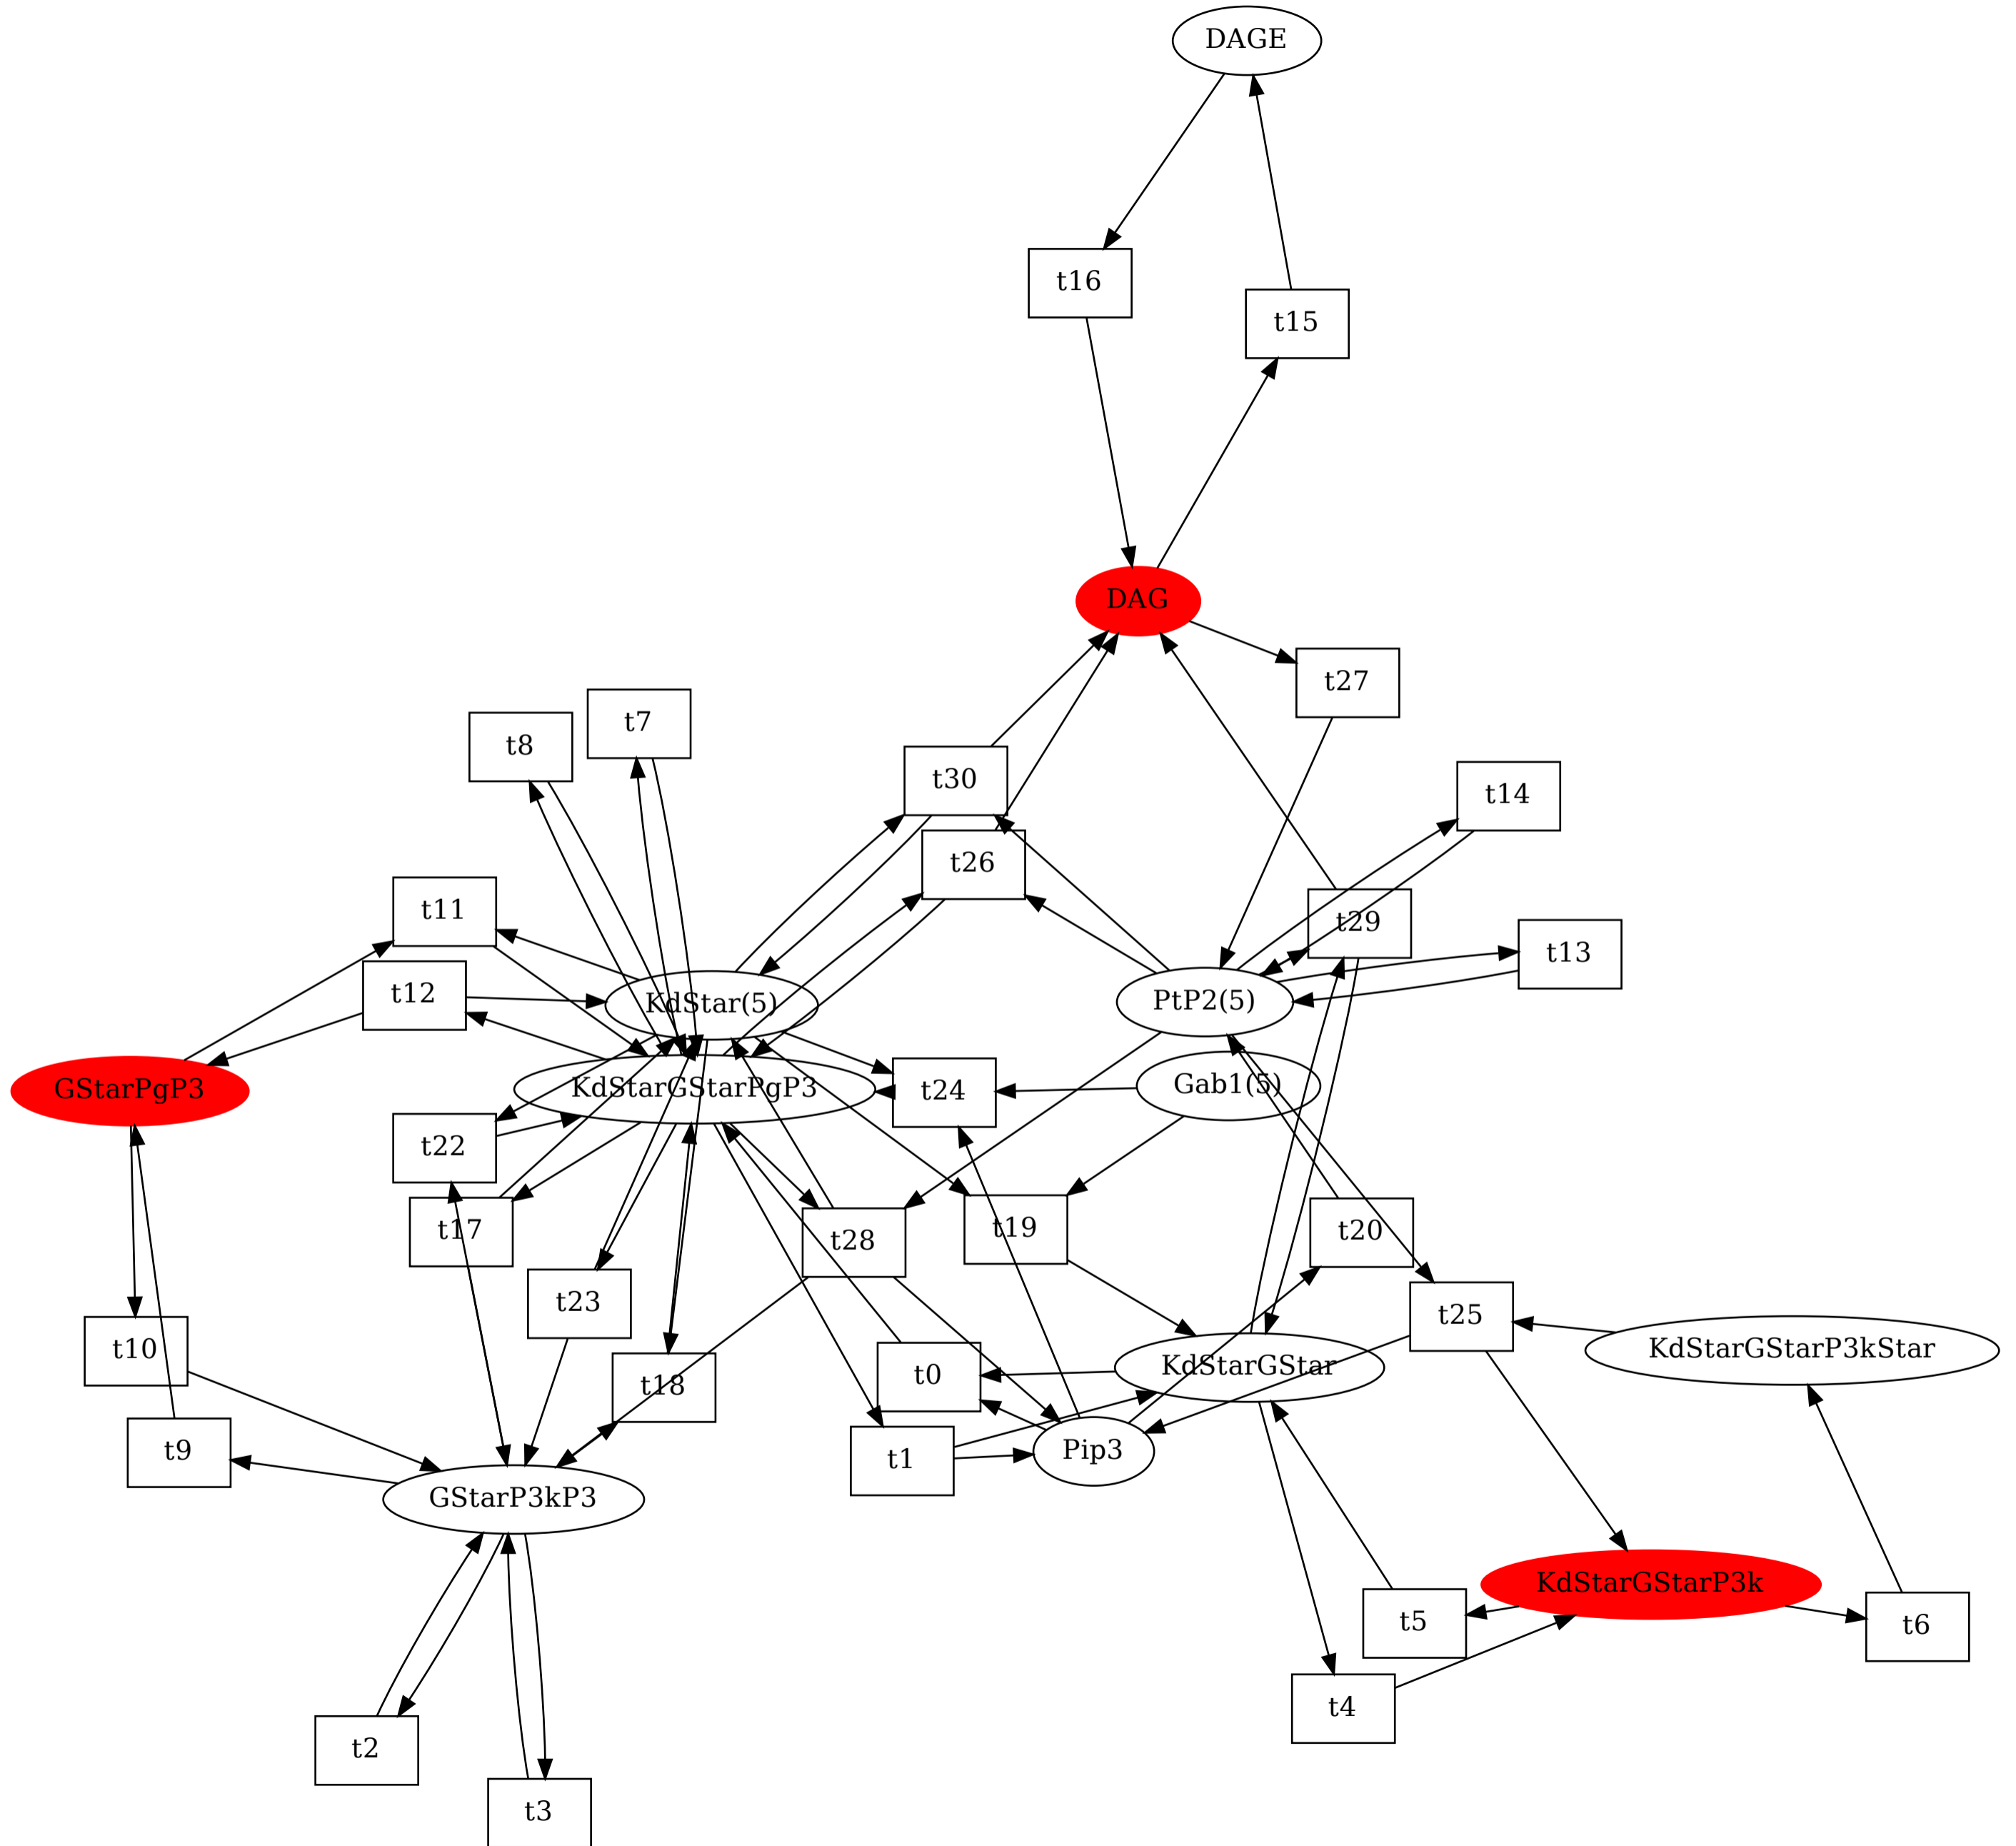 DAGE
t16
t15
DAG
t27
t7
t8
t30
t14
t26
t11
t29
t13
t12
KdStar(5)
PtP2(5)
GStarPgP3
KdStarGStarPgP3
t24
Gab1(5)
t22
t17
t28
t19
t20
t23
t25
t10
t18
t0
KdStarGStar
KdStarGStarP3kStar
t9
t1
Pip3
GStarP3kP3
KdStarGStarP3k
t5
t6
t4
t2
t3